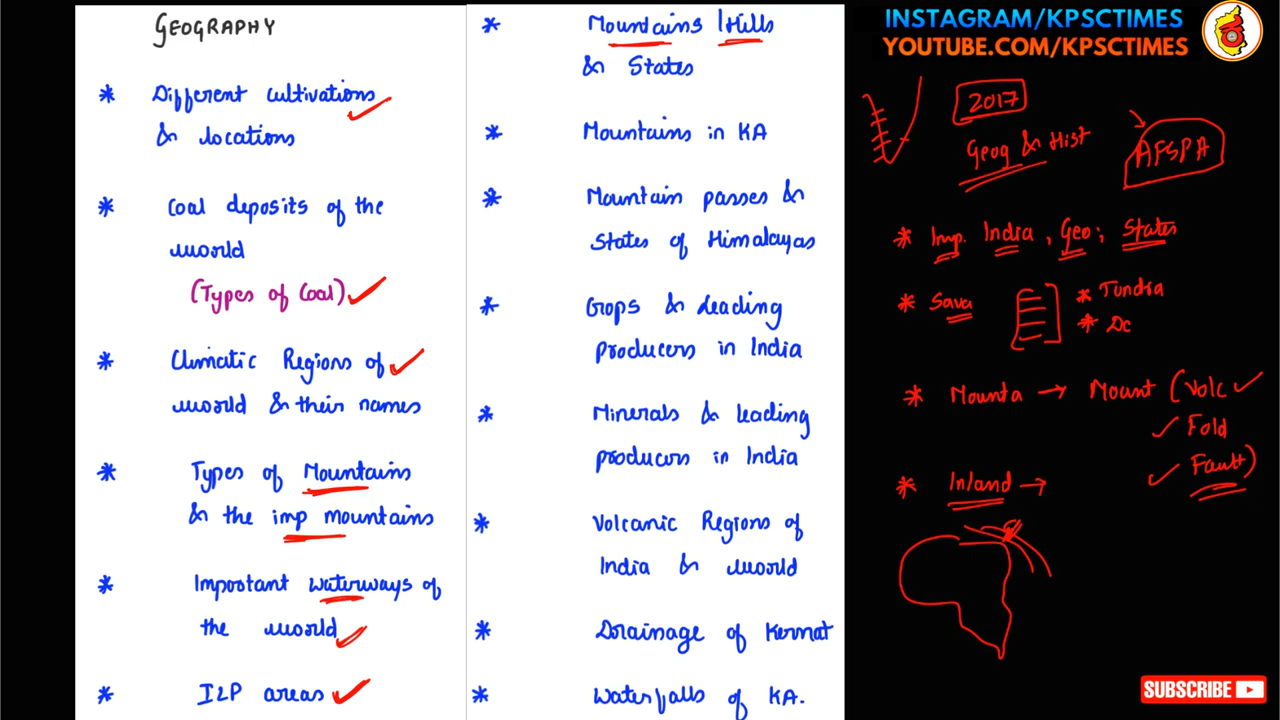 GEOGRAPHY
* Different cultivations
& locations
* Coal deposits of the
world
(Types of Coal)
* Climatic Regions of
world & their names
* Types of Mountains
& the imp mountains
* Important waterways of
the world
* ILP areas
* Mountains / Hills
& States
* Mountains in KA
* Mountain passes &
States of Himalayas
* Crops & Leading
producers in India
* Minerals & leading
producers in India
* Volcanic Regions of
India & world
* Drainage of Kernat
* Waterfalls of KA.
INSTAGRAM/KPSCTIMES
YOUTUBE.COM/KPSCTIMES
2017
Geog & Hist
AFSPA
* Imp. India, Geo; States
* Sava
* Tundra
* Dc
* Mounta → Mount (Volc
Fold
Fault)
* Inland →
SUBSCRIBE